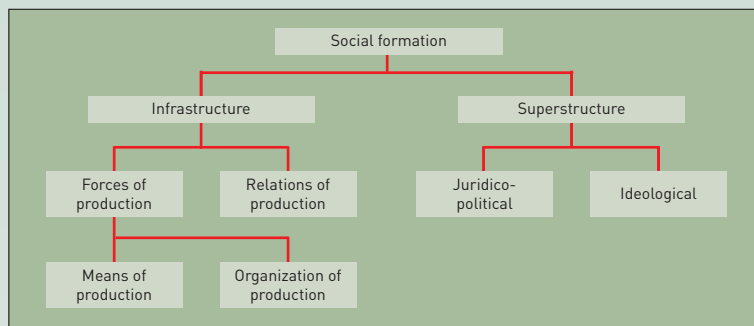 Social formation
Infrastructure
Superstructure
Forces of
production
Relations of
production
Juridico-
political
Ideological
Means of
production
Organization of
production